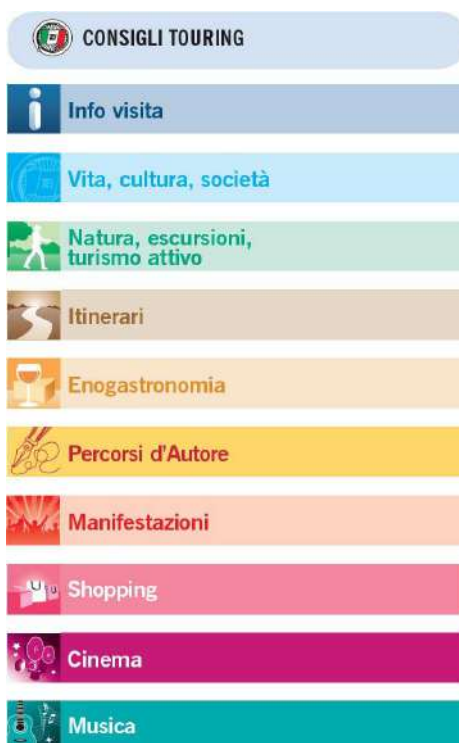 CONSIGLI TOURING
Info visita
Vita, cultura, società
Natura, escursioni,
turismo attivo
Itinerari
Enogastronomia
Percorsi d'Autore
Manifestazioni
Shopping
Cinema
Musica